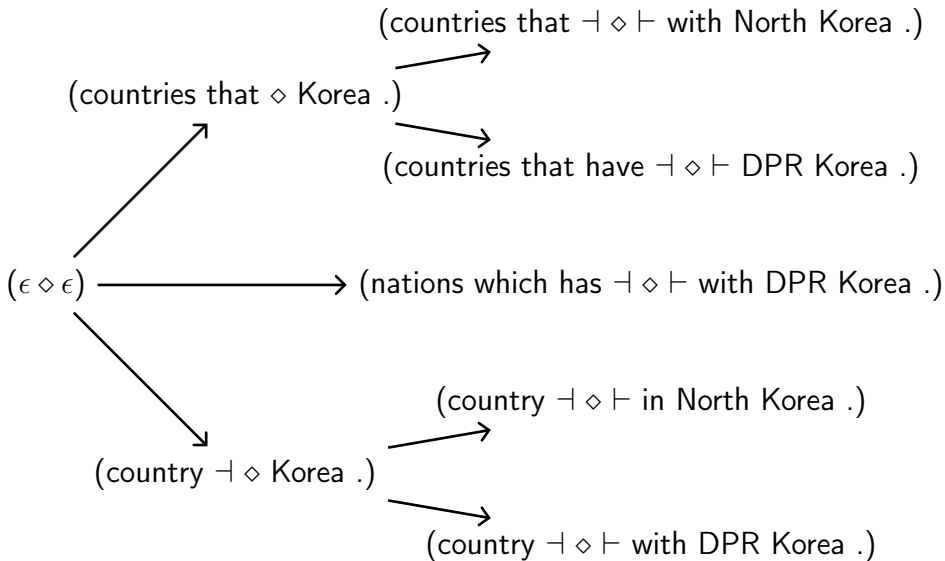 (countries that ⊣ ⋄ ⊢ with North Korea .)
(countries that ⋄ Korea .)
(countries that have ⊣ ⋄ ⊢ DPR Korea .)
(ϵ ⋄ ϵ)
(nations which has ⊣ ⋄ ⊢ with DPR Korea .)
(country ⊣ ⋄ ⊢ in North Korea .)
(country ⊣ ⋄ Korea .)
(country ⊣ ⋄ ⊢ with DPR Korea .)